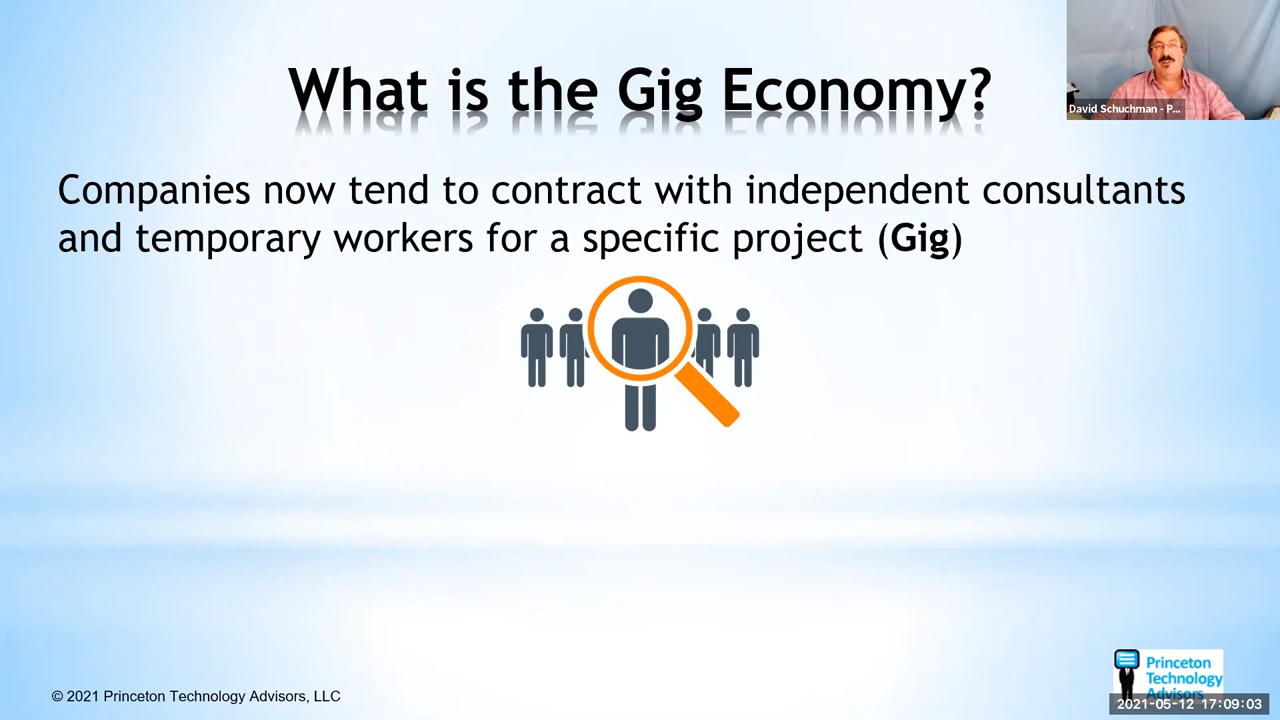 What is the Gig Economy?
David Schuchman - P...
Companies now tend to contract with independent consultants
and temporary workers for a specific project (Gig)
© 2021 Princeton Technology Advisors, LLC
Princeton
Technology
Advisors
2021-05-12 17:09:03